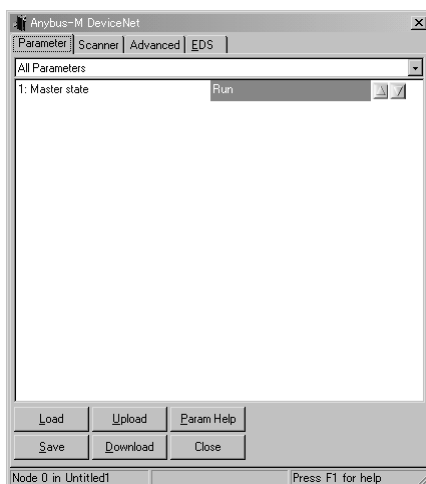 Anybus-M DeviceNet
Parameter Scanner Advanced EDS
All Parameters
1: Master state Run
Load Upload Param Help
Save Download Close
Node 0 in Untitled1 Press F1 for help